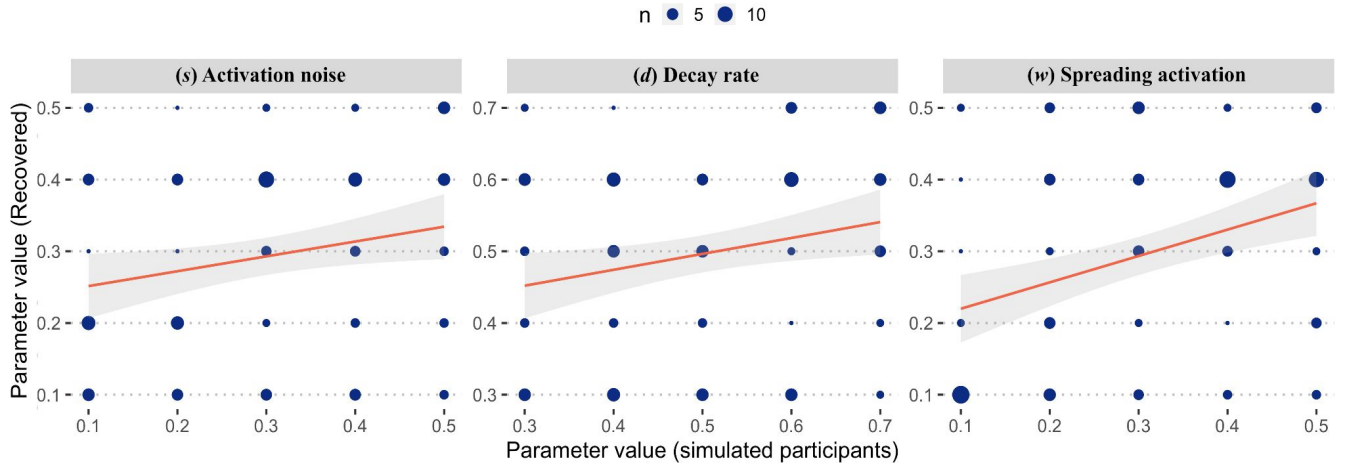 n 5 10
(s) Activation noise (d) Decay rate (w) Spreading activation
Parameter value (Recovered)
0.5 0.7 0.5
0.4 0.6 0.4
0.3 0.5 0.3
0.2 0.4 0.2
0.1 0.3 0.1
0.1 0.2 0.3 0.4 0.5 0.3 0.4 0.5 0.6 0.7 0.1 0.2 0.3 0.4 0.5
Parameter value (simulated participants)